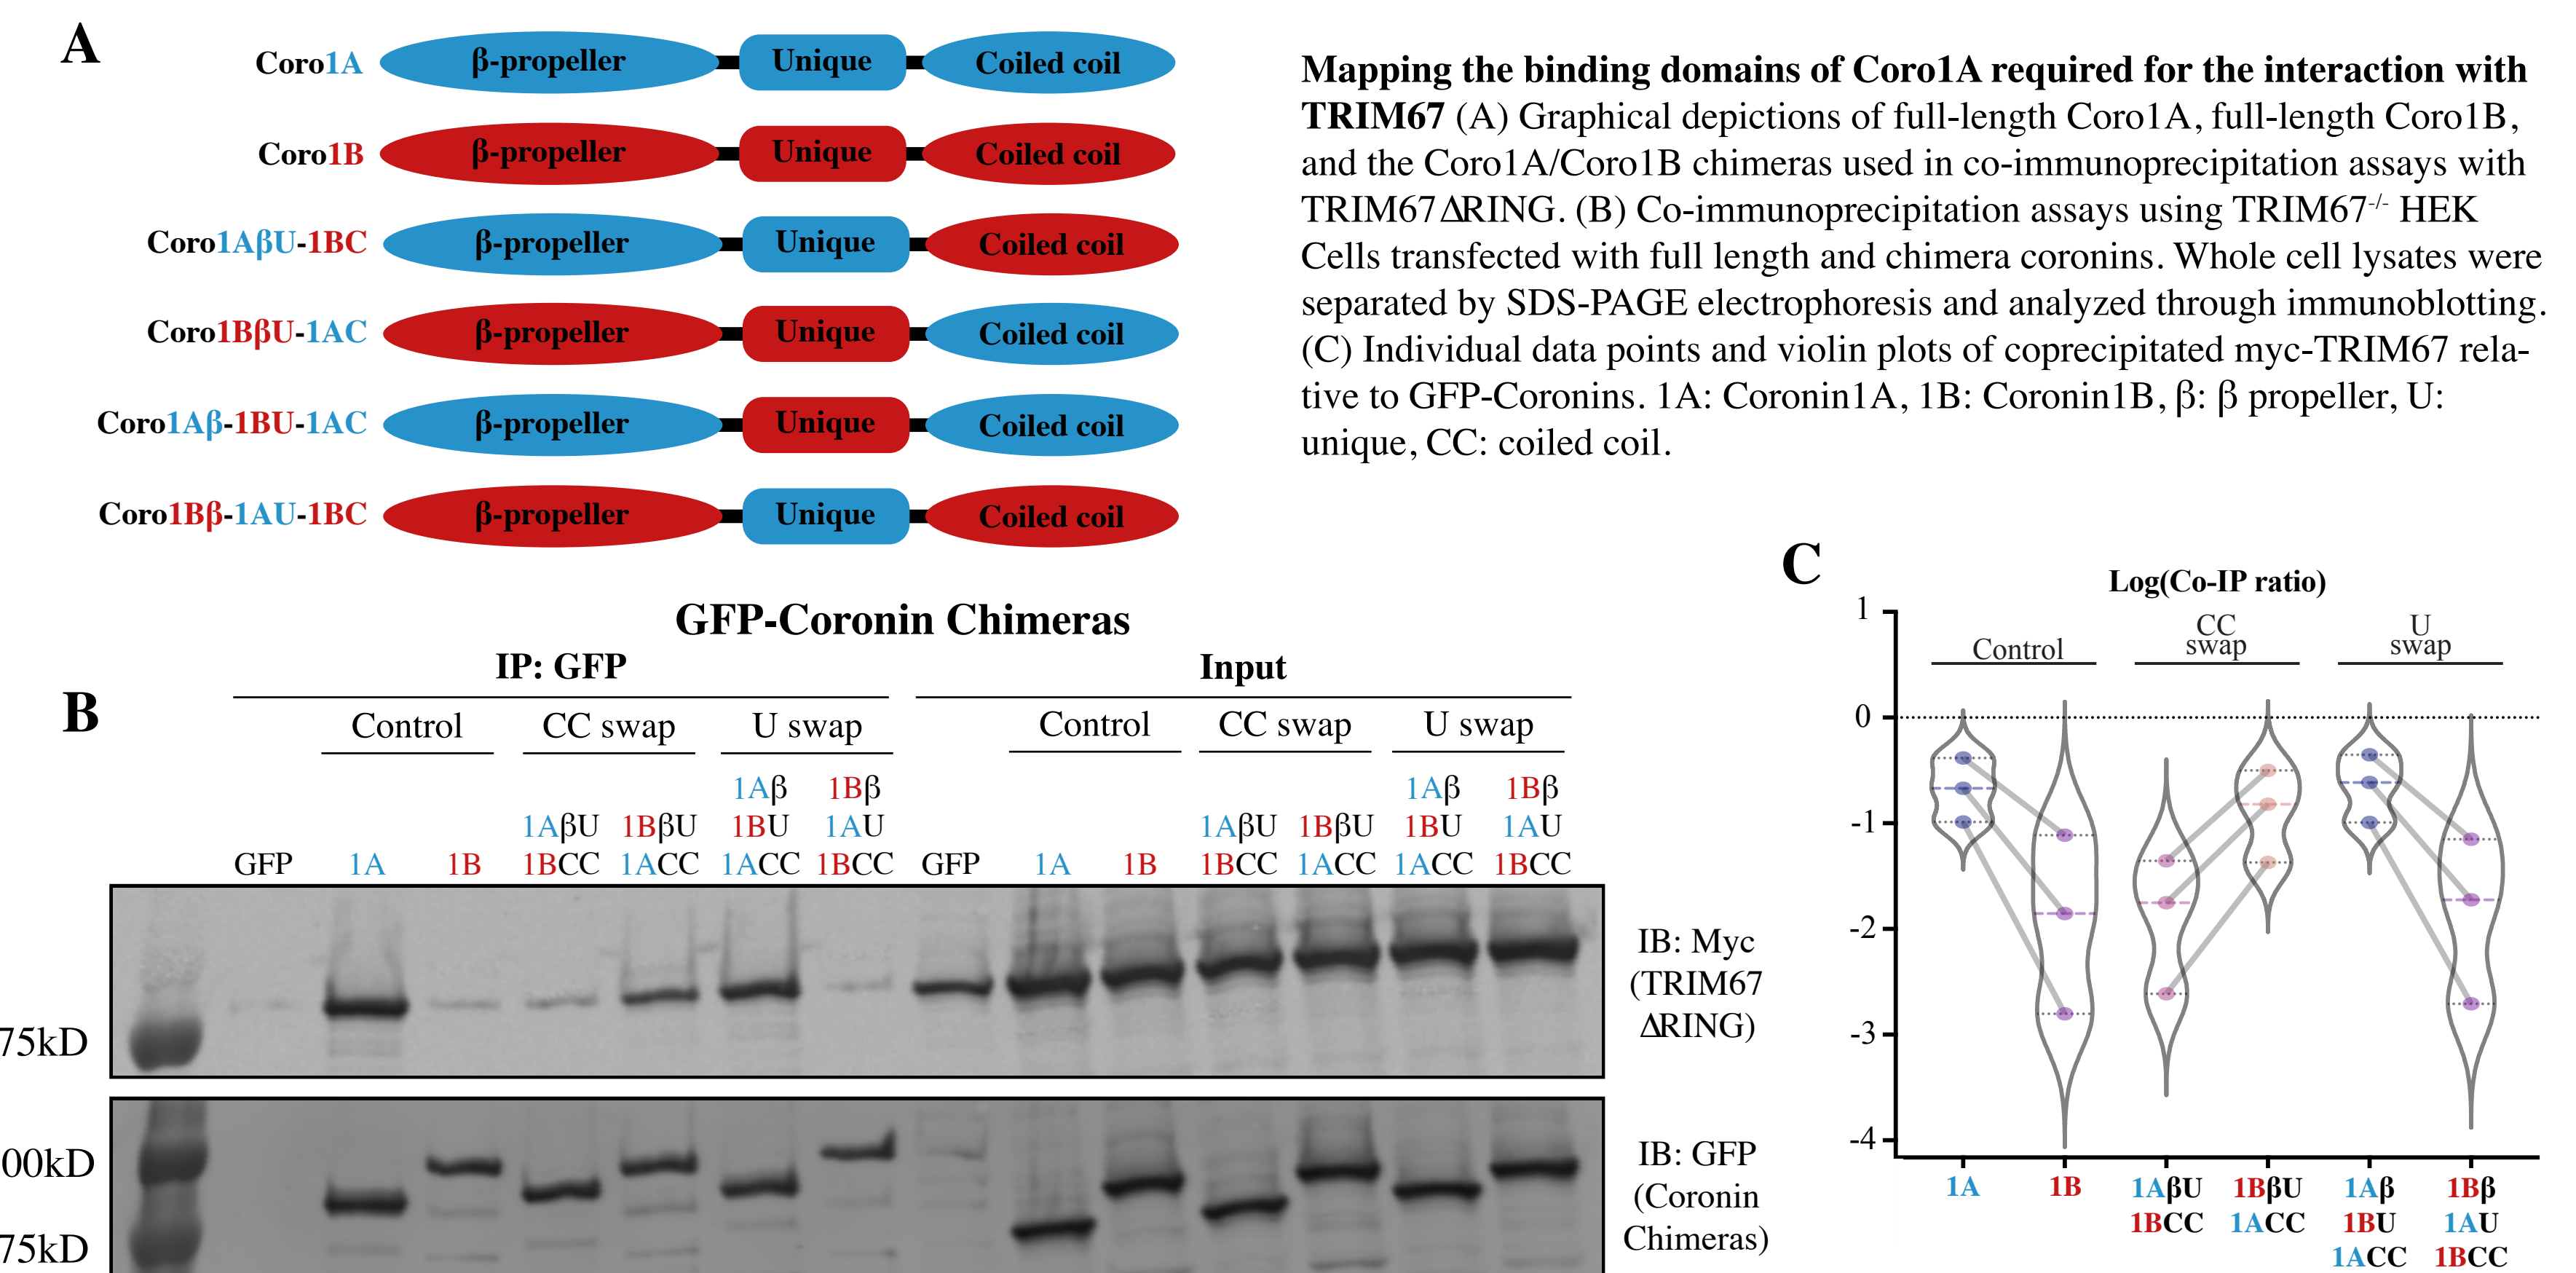 A
Coro1A
β-propeller
Unique
Coiled coil
Coro1B
β-propeller
Unique
Coiled coil
Coro1AβU-1BC
β-propeller
Unique
Coiled coil
Coro1BβU-1AC
β-propeller
Unique
Coiled coil
Coro1Aβ-1BU-1AC
β-propeller
Unique
Coiled coil
Coro1Bβ-1AU-1BC
β-propeller
Unique
Coiled coil
Mapping the binding domains of Coro1A required for the interaction with
TRIM67 (A) Graphical depictions of full-length Coro1A, full-length Coro1B,
and the Coro1A/Coro1B chimeras used in co-immunoprecipitation assays with
TRIM67ΔRING. (B) Co-immunoprecipitation assays using TRIM67-/- HEK
Cells transfected with full length and chimera coronins. Whole cell lysates were
separated by SDS-PAGE electrophoresis and analyzed through immunoblotting.
(C) Individual data points and violin plots of coprecipitated myc-TRIM67 rela-
tive to GFP-Coronins. 1A: Coronin1A, 1B: Coronin1B, β: β propeller, U:
unique, CC: coiled coil.
GFP-Coronin Chimeras
B
IP: GFP
Input
Control
CC swap
U swap
Control
CC swap
U swap
1Aβ 1Bβ 1Aβ 1Bβ
1AβU 1BβU 1BU 1AU 1AβU 1BβU 1BU 1AU
GFP 1A 1B 1BCC 1ACC 1ACC 1BCC GFP 1A 1B 1BCC 1ACC 1ACC 1BCC
75kD
IB: Myc
(TRIM67
ΔRING)
00kD
75kD
IB: GFP
(Coronin
Chimeras)
C
Log(Co-IP ratio)
Control
CC
swap
U
swap
1
0
-1
-2
-3
-4
1A 1B 1AβU 1BβU 1Aβ 1Bβ
1BCC 1ACC 1BU 1AU
1ACC 1BCC